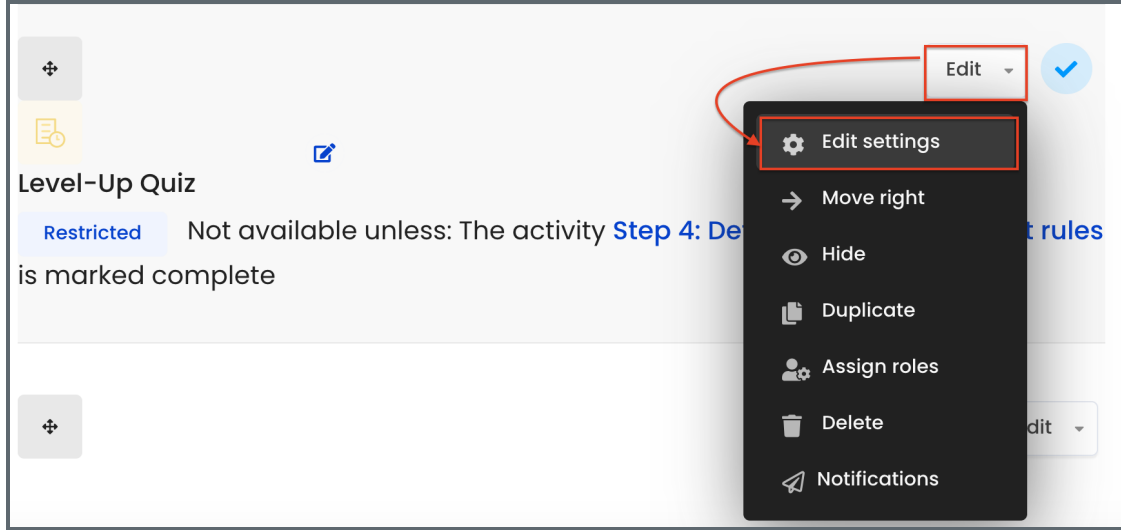 Edit
Edit settings
Level-Up Quiz
Move right
Restricted Not available unless: The activity Step 4: De t rules
is marked complete
Hide
Duplicate
Assign roles
Delete
dit
Notifications